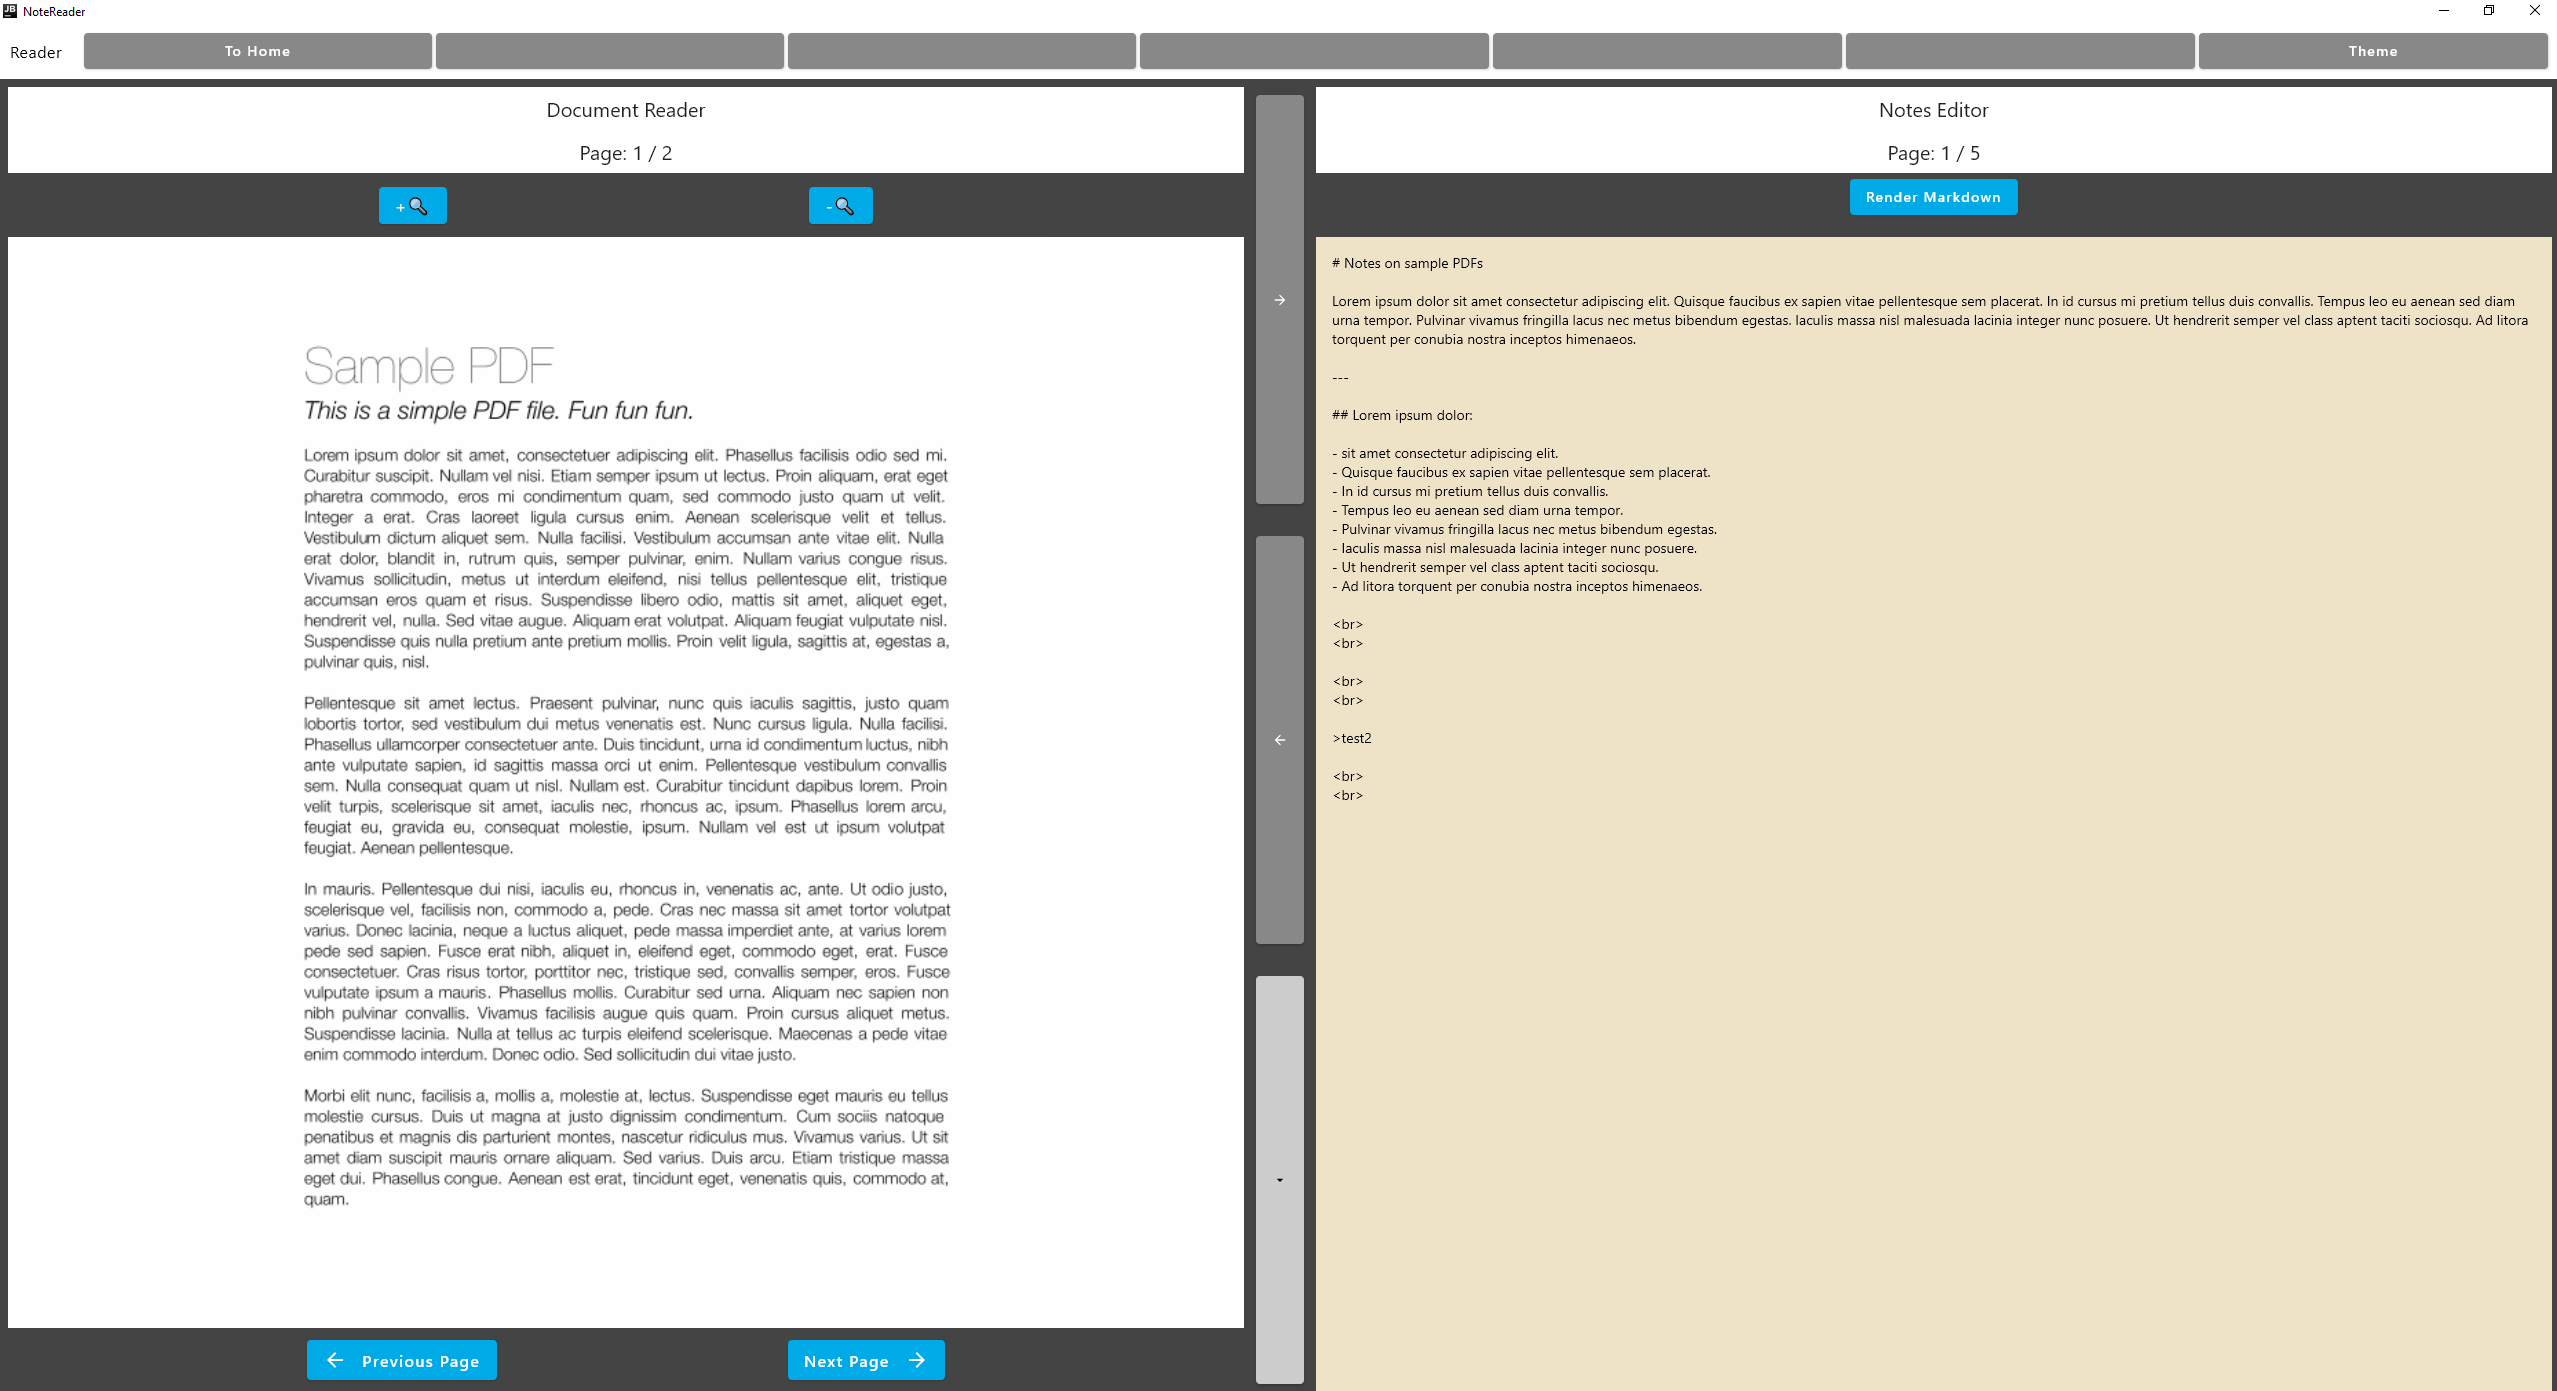 NoteReader
Reader
To Home
Theme
Document Reader
Page: 1 / 2
+🔍
-🔍
Sample PDF
This is a simple PDF file. Fun fun fun.
Lorem ipsum dolor sit amet, consectetuer adipiscing elit. Phasellus facilisis odio sed mi.
Curabitur suscipit. Nullam vel nisi. Etiam semper ipsum ut lectus. Proin aliquam, erat eget
pharetra commodo, eros mi condimentum quam, sed commodo justo quam ut velit.
Integer a erat. Cras laoreet ligula cursus enim. Aenean scelerisque velit et tellus.
Vestibulum dictum aliquet sem. Nulla facilisi. Vestibulum accumsan ante vitae elit. Nulla
erat dolor, blandit in, rutrum quis, semper pulvinar, enim. Nullam varius congue risus.
Vivamus sollicitudin, metus ut interdum eleifend, nisi tellus pellentesque elit, tristique
accumsan eros quam et risus. Suspendisse libero odio, mattis sit amet, aliquet eget,
hendrerit vel, nulla. Sed vitae augue. Aliquam erat volutpat. Aliquam feugiat vulputate nisl.
Suspendisse quis nulla pretium ante pretium mollis. Proin velit ligula, sagittis at, egestas a,
pulvinar quis, nisl.
Pellentesque sit amet lectus. Praesent pulvinar, nunc quis iaculis sagittis, justo quam
lobortis tortor, sed vestibulum dui metus venenatis est. Nunc cursus ligula. Nulla facilisi.
Phasellus ullamcorper consectetuer ante. Duis tincidunt, urna id condimentum luctus, nibh
ante vulputate sapien, id sagittis massa orci ut enim. Pellentesque vestibulum convallis
sem. Nulla consequat quam ut nisl. Nullam est. Curabitur tincidunt dapibus lorem. Proin
velit turpis, scelerisque sit amet, iaculis nec, rhoncus ac, ipsum. Phasellus lorem arcu,
feugiat eu, gravida eu, consequat molestie, ipsum. Nullam vel est ut ipsum volutpat
feugiat. Aenean pellentesque.
In mauris. Pellentesque dui nisi, iaculis eu, rhoncus in, venenatis ac, ante. Ut odio justo,
scelerisque vel, facilisis non, commodo a, pede. Cras nec massa sit amet tortor volutpat
varius. Donec lacinia, neque a luctus aliquet, pede massa imperdiet ante, at varius lorem
pede sed sapien. Fusce erat nibh, aliquet in, eleifend eget, commodo eget, erat. Fusce
consectetuer. Cras risus tortor, porttitor nec, tristique sed, convallis semper, eros. Fusce
vulputate ipsum a mauris. Phasellus mollis. Curabitur sed urna. Aliquam nec sapien non
nibh pulvinar convallis. Vivamus facilisis augue quis quam. Proin cursus aliquet metus.
Suspendisse lacinia. Nulla at tellus ac turpis eleifend scelerisque. Maecenas a pede vitae
enim commodo interdum. Donec odio. Sed sollicitudin dui vitae justo.
Morbi elit nunc, facilisis a, mollis a, molestie at, lectus. Suspendisse eget mauris eu tellus
molestie cursus. Duis ut magna at justo dignissim condimentum. Cum sociis natoque
penatibus et magnis dis parturient montes, nascetur ridiculus mus. Vivamus varius. Ut sit
amet diam suscipit mauris ornare aliquam. Sed varius. Duis arcu. Etiam tristique massa
eget dui. Phasellus congue. Aenean est erat, tincidunt eget, venenatis quis, commodo at,
quam.
← Previous Page
Next Page →
→
←
Notes Editor
Page: 1 / 5
Render Markdown
# Notes on sample PDFs
Lorem ipsum dolor sit amet consectetur adipiscing elit. Quisque faucibus ex sapien vitae pellentesque sem placerat. In id cursus mi pretium tellus duis convallis. Tempus leo eu aenean sed diam
urna tempor. Pulvinar vivamus fringilla lacus nec metus bibendum egestas. Iaculis massa nisl malesuada lacinia integer nunc posuere. Ut hendrerit semper vel class aptent taciti sociosqu. Ad litora
torquent per conubia nostra inceptos himenaeos.
---
## Lorem ipsum dolor:
- sit amet consectetur adipiscing elit.
- Quisque faucibus ex sapien vitae pellentesque sem placerat.
- In id cursus mi pretium tellus duis convallis.
- Tempus leo eu aenean sed diam urna tempor.
- Pulvinar vivamus fringilla lacus nec metus bibendum egestas.
- Iaculis massa nisl malesuada lacinia integer nunc posuere.
- Ut hendrerit semper vel class aptent taciti sociosqu.
- Ad litora torquent per conubia nostra inceptos himenaeos.
<br>
<br>
<br>
<br>
>test2
<br>
<br>